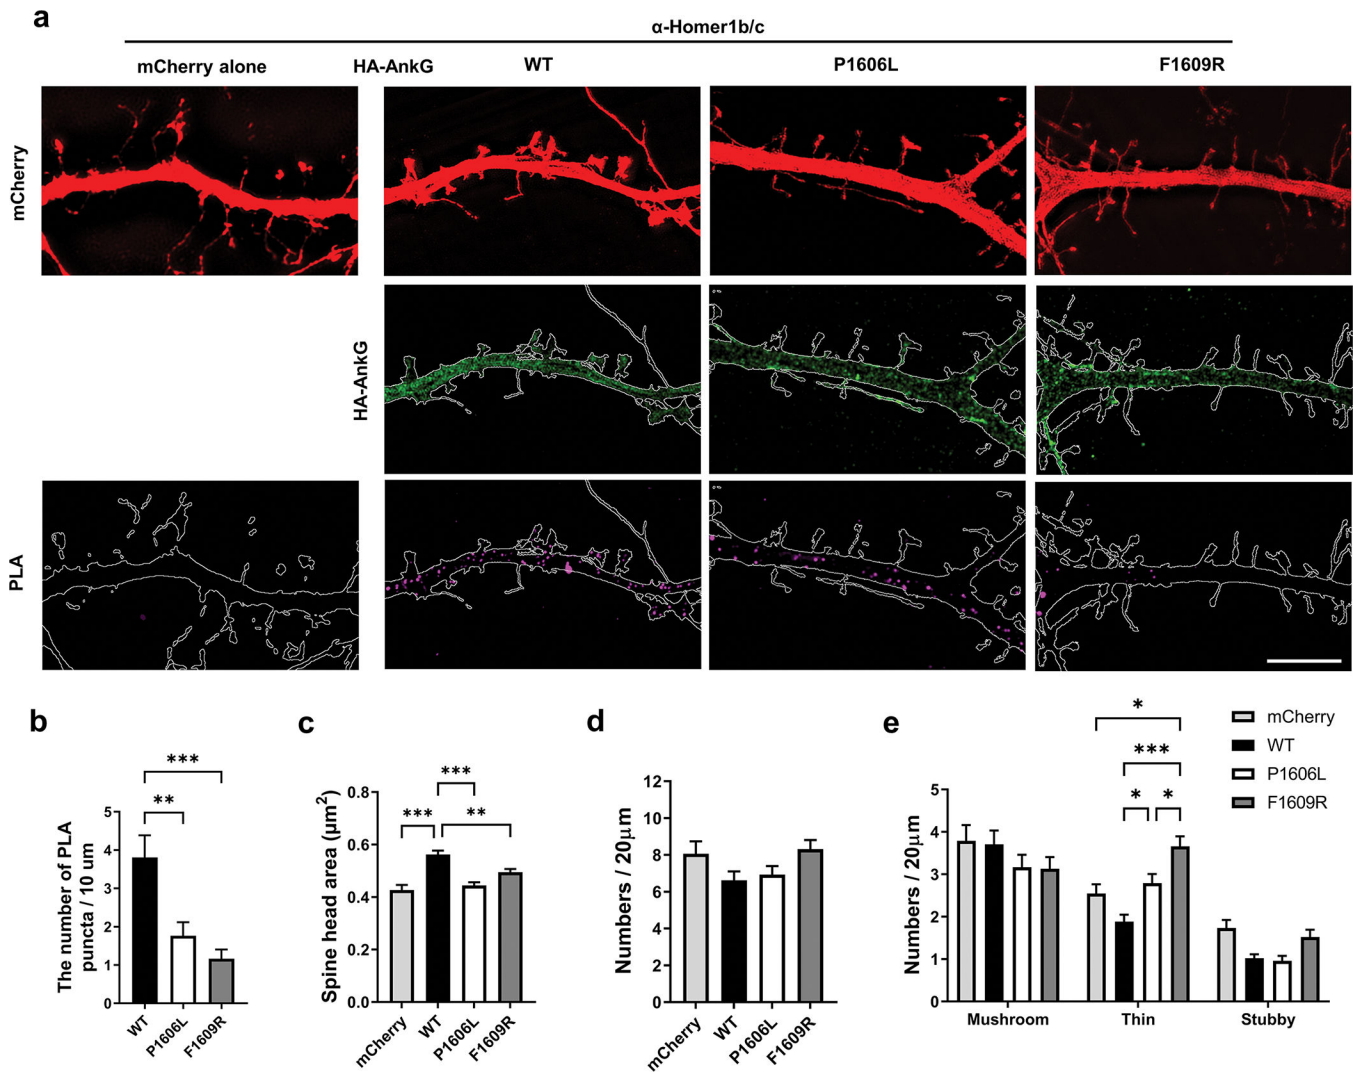 a
α-Homer1b/c
mCherry alone
HA-AnkG
WT
P1606L
F1609R
mCherry
HA-AnkG
PLA
b
The number of PLA
puncta / 10 um
5
4
3
2
1
0
***
**
WT
P1606L
F1609R
c
Spine head area (μm²)
0.8
0.6
0.4
0.2
0.0
***
***
**
mCherry
WT
P1606L
F1609R
d
Numbers / 20μm
12
10
8
6
4
2
0
mCherry
WT
P1606L
F1609R
e
Numbers / 20μm
5
4
3
2
1
0
*
***
*
*
Mushroom
Thin
Stubby
mCherry
WT
P1606L
F1609R